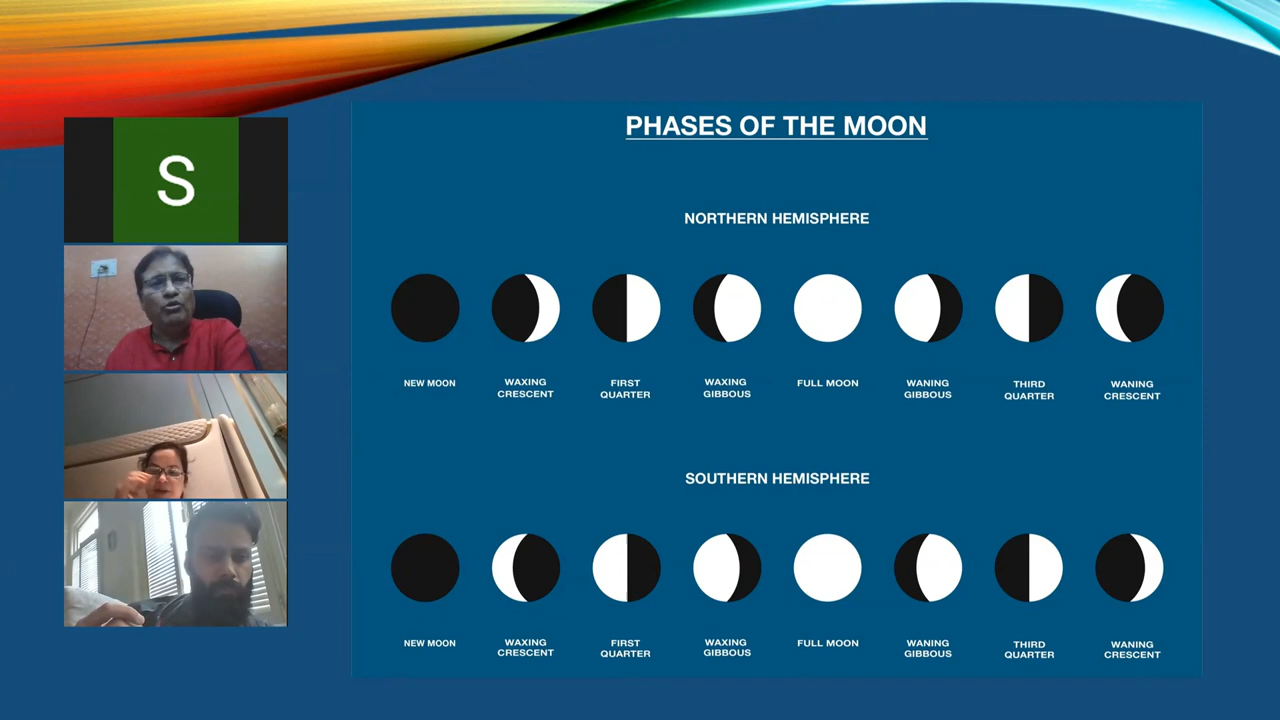 S
PHASES OF THE MOON
NORTHERN HEMISPHERE
NEW MOON
WAXING
CRESCENT
FIRST
QUARTER
WAXING
GIBBOUS
FULL MOON
WANING
GIBBOUS
THIRD
QUARTER
WANING
CRESCENT
SOUTHERN HEMISPHERE
NEW MOON
WAXING
CRESCENT
FIRST
QUARTER
WAXING
GIBBOUS
FULL MOON
WANING
GIBBOUS
THIRD
QUARTER
WANING
CRESCENT